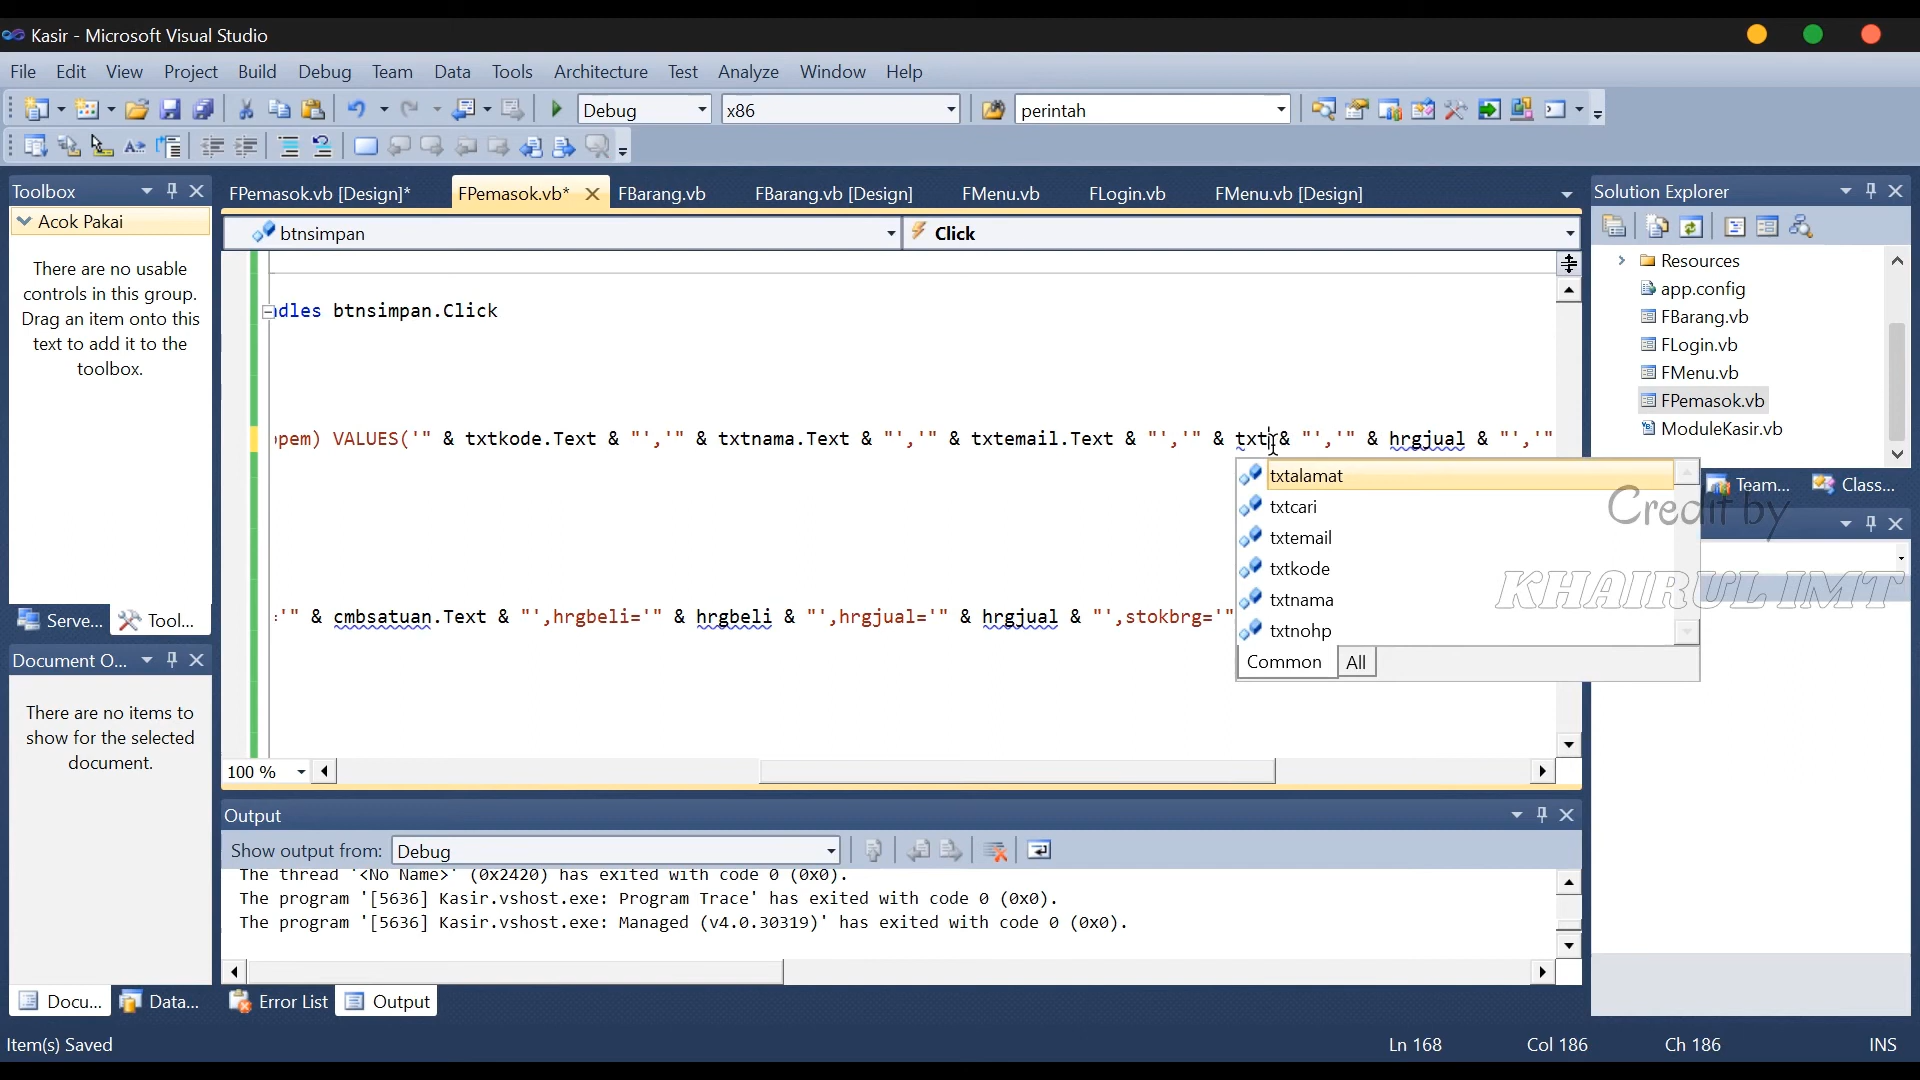 Kasir - Microsoft Visual Studio
File Edit View Project Build Debug Team Data Tools Architecture Test Analyze Window Help
Debug x86 perintah
Toolbox
Acok Pakai
There are no usable
controls in this group.
Drag an item onto this
text to add it to the
toolbox.
Serve... Tool...
Document O...
There are no items to
show for the selected
document.
Docu... Data...
FPemasok.vb [Design]* FPemasok.vb* FBarang.vb FBarang.vb [Design] FMenu.vb FLogin.vb FMenu.vb [Design]
btnsimpan Click
dles btnsimpan.Click
pem) VALUES('" & txtkode.Text & "','" & txtnama.Text & "','" & txtemail.Text & "','" & txt & "','" & hrgjual & "','"
='" & cmbsatuan.Text & "',hrgbeli='" & hrgbeli & "',hrgjual='" & hrgjual & "',stokbrg='"
txtalamat
txtcari
txtemail
txtkode
txtnama
txtnohp
Common All
100 %
Output
Show output from: Debug
The thread '<No Name>' (0x2420) has exited with code 0 (0x0).
The program '[5636] Kasir.vshost.exe: Program Trace' has exited with code 0 (0x0).
The program '[5636] Kasir.vshost.exe: Managed (v4.0.30319)' has exited with code 0 (0x0).
Error List Output
Solution Explorer
Resources
app.config
FBarang.vb
FLogin.vb
FMenu.vb
FPemasok.vb
ModuleKasir.vb
Team... Class...
Credit by
KHAIRUL IMT
Item(s) Saved Ln 168 Col 186 Ch 186 INS